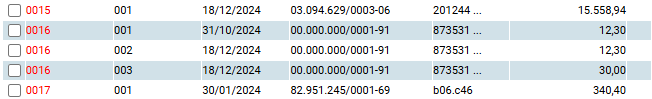 0015 001 18/12/2024 03.094.629/0003-06 201244 ... 15.558,94
0016 001 31/10/2024 00.000.000/0001-91 873531 ... 12,30
0016 002 18/12/2024 00.000.000/0001-91 873531 ... 12,30
0016 003 18/12/2024 00.000.000/0001-91 873531 ... 30,00
0017 001 30/01/2024 82.951.245/0001-69 b06.c46 340,40